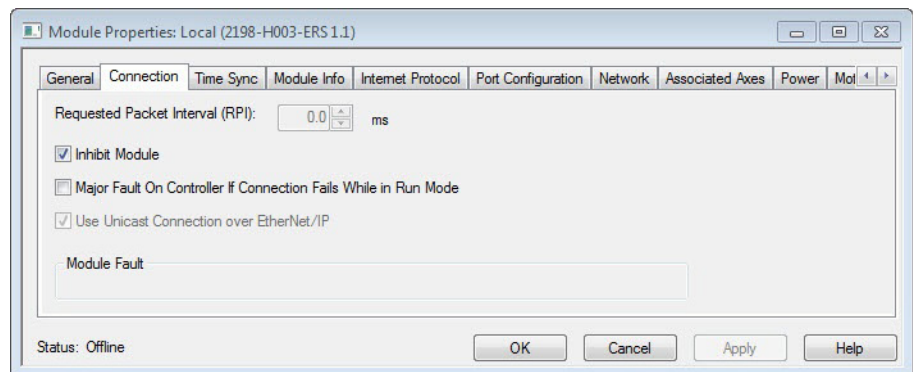 Module Properties: Local (2198-H003-ERS 1.1)
General Connection Time Sync Module Info Internet Protocol Port Configuration Network Associated Axes Power Mot
Requested Packet Interval (RPI): 0.0 ms
Inhibit Module
Major Fault On Controller If Connection Fails While in Run Mode
Use Unicast Connection over EtherNet/IP
Module Fault
Status: Offline OK Cancel Apply Help